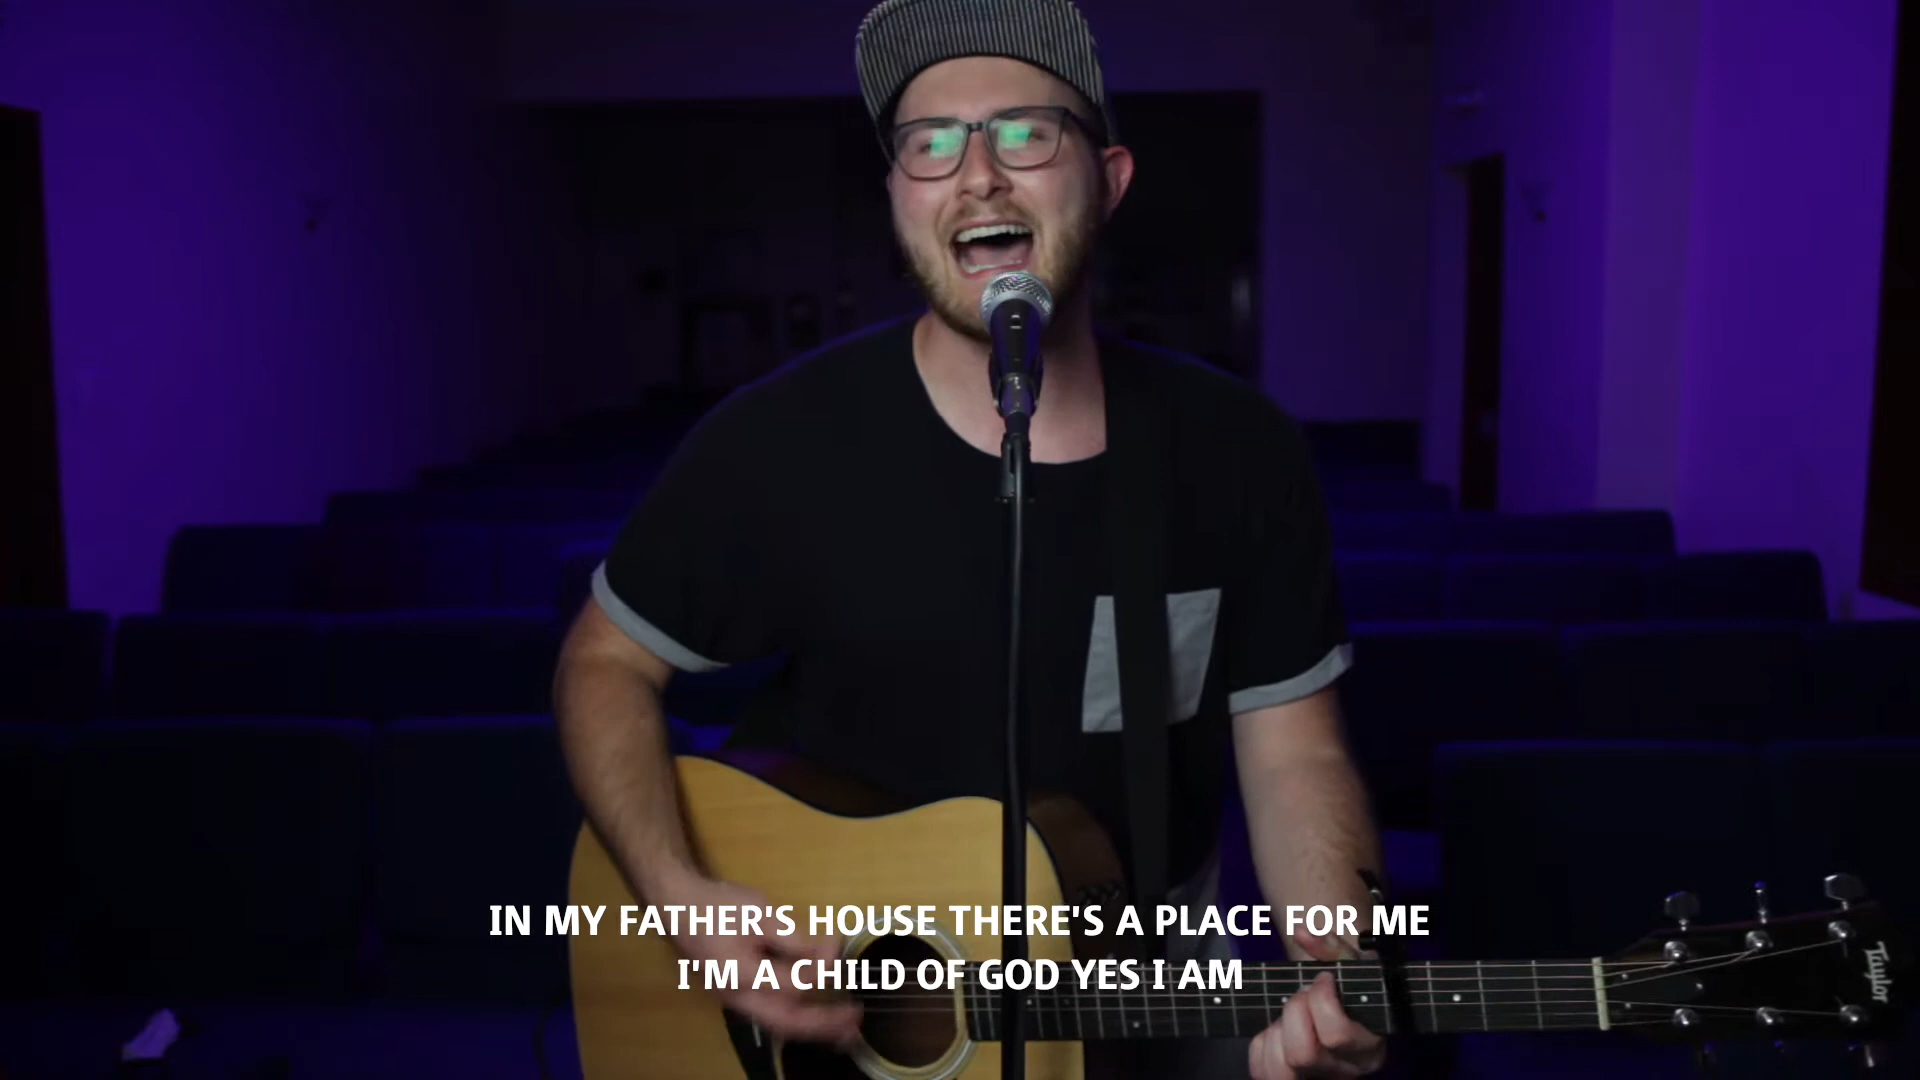 IN MY FATHER'S HOUSE THERE'S A PLACE FOR ME
I'M A CHILD OF GOD YES I AM
Taylor